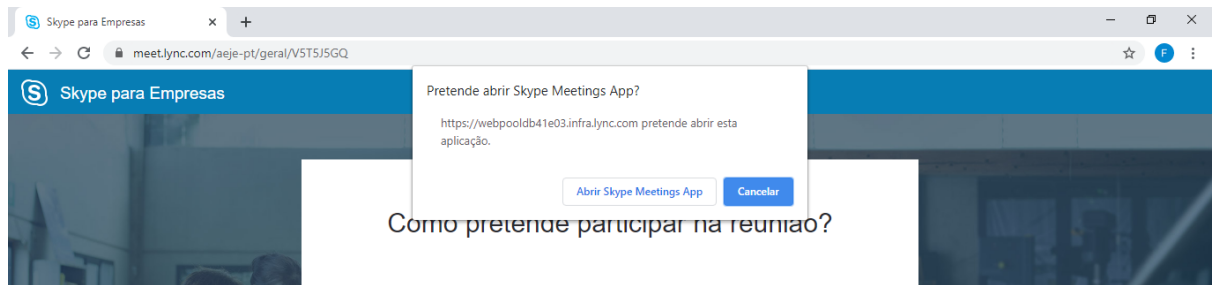 Skype para Empresas
meet.lync.com/aeje-pt/geral/V5T5J5GQ
F
Skype para Empresas
Pretende abrir Skype Meetings App?
https://webpooldb41e03.infra.lync.com pretende abrir esta
aplicação.
Abrir Skype Meetings App Cancelar
Como pretende participar na reunião?